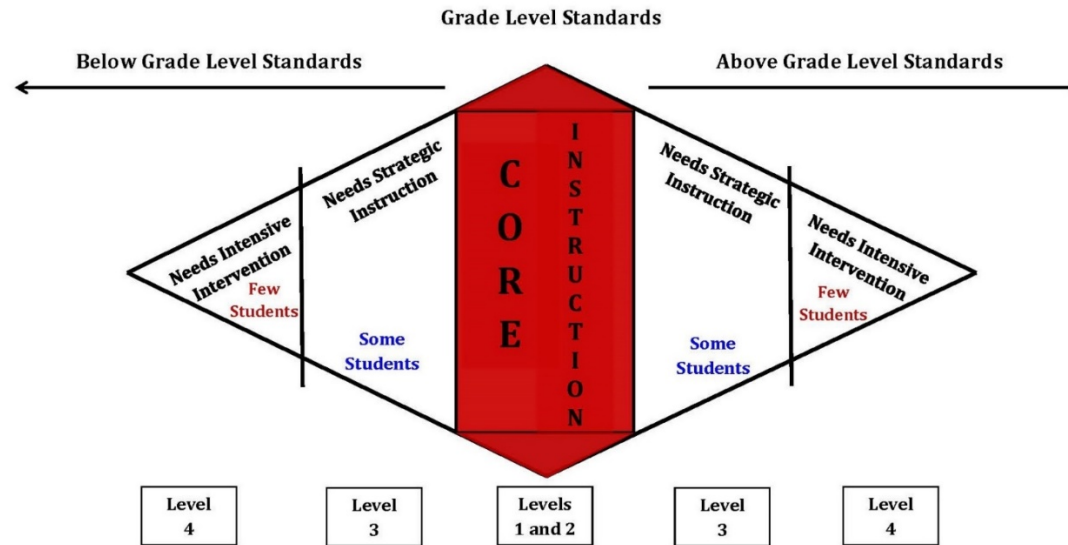 Grade Level Standards
Below Grade Level Standards
Above Grade Level Standards
Needs Intensive
Intervention
Few
Students
Needs Strategic
Instruction
Some
Students
CORE
INSTRUCTION
Needs Strategic
Instruction
Some
Students
Needs Intensive
Intervention
Few
Students
Level
4
Level
3
Levels
1 and 2
Level
3
Level
4